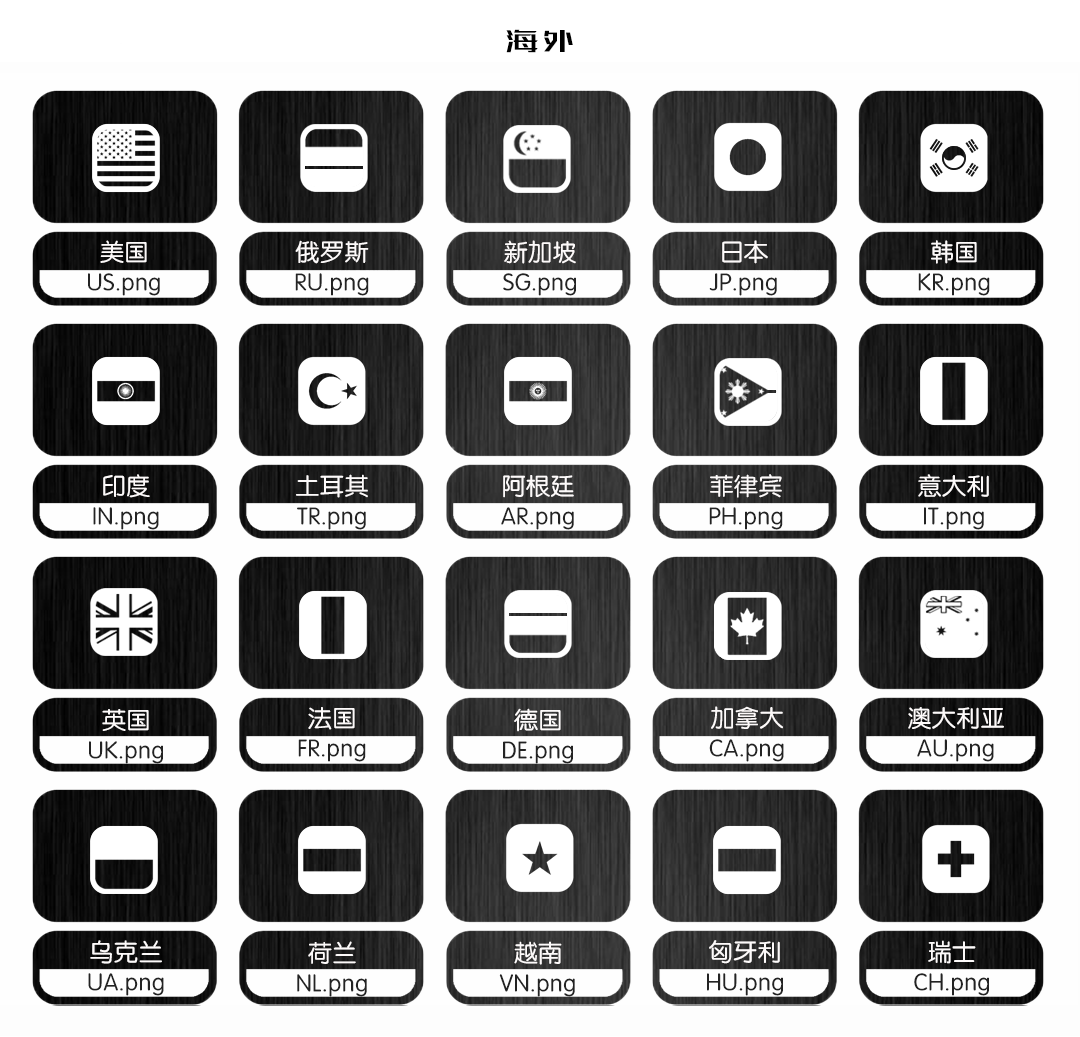 海外
美国
US.png
俄罗斯
RU.png
新加坡
SG.png
日本
JP.png
韩国
KR.png
印度
IN.png
土耳其
TR.png
阿根廷
AR.png
菲律宾
PH.png
意大利
IT.png
英国
UK.png
法国
FR.png
德国
DE.png
加拿大
CA.png
澳大利亚
AU.png
乌克兰
UA.png
荷兰
NL.png
越南
VN.png
匈牙利
HU.png
瑞士
CH.png